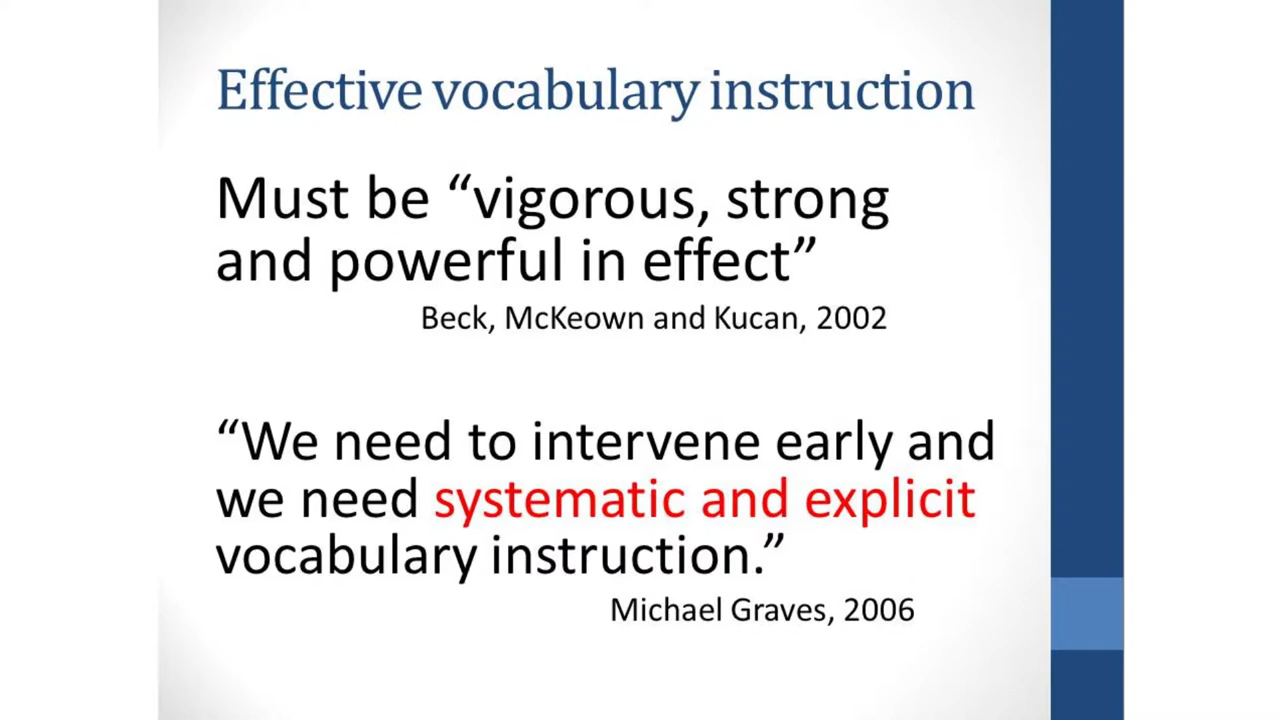 Effective vocabulary instruction
Must be “vigorous, strong
and powerful in effect”
Beck, McKeown and Kucan, 2002
“We need to intervene early and
we need systematic and explicit
vocabulary instruction.”
Michael Graves, 2006